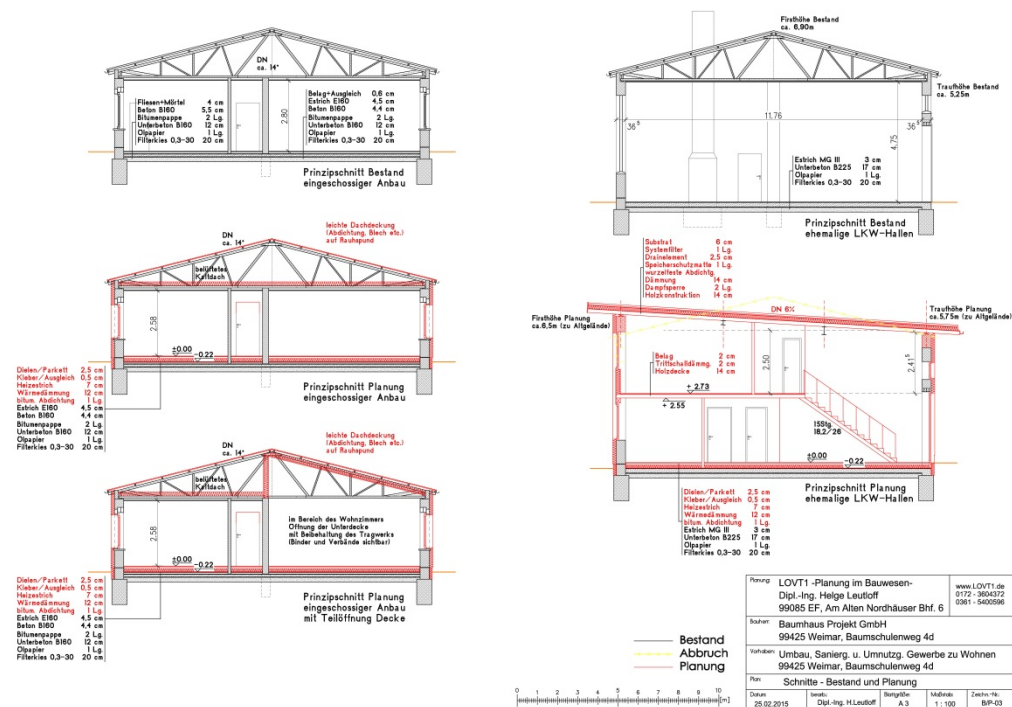 DN
ca. 14°
Fliesen+Mörtel 4 cm
Beton B160 5,5 cm
Bitumenpappe 2 Lg.
Unterbeton B160 12 cm
Olpapier 1 Lg.
Filterkies 0,3-30 20 cm
Belag+Ausgleich 0,6 cm
Estrich E160 4,5 cm
Beton B160 4,4 cm
Bitumenpappe 2 Lg.
Unterbeton B160 12 cm
Olpapier 1 Lg.
Filterkies 0,3-30 20 cm
2,80
Prinzipschnitt Bestand
eingeschossiger Anbau
Firsthöhe Bestand
ca. 6,90m
Traufhöhe Bestand
ca. 5,25m
36⁵
11,76
36⁵
4,75
Estrich MG III 3 cm
Unterbeton B225 17 cm
Olpapier 1 Lg.
Filterkies 0,3-30 20 cm
Prinzipschnitt Bestand
ehemalige LKW-Hallen
DN
ca. 14°
leichte Dachdeckung
(Abdichtung, Blech etc.)
auf Rauhspund
belüftetes
Kaltdach
2,58
±0.00
-0.22
Dielen/Parkett 2,5 cm
Kleber/Ausgleich 0,5 cm
Heizestrich 7 cm
Wärmedämmung 12 cm
bitum. Abdichtung 1 Lg.
Estrich E160 4,5 cm
Beton B160 4,4 cm
Bitumenpappe 2 Lg.
Unterbeton B160 12 cm
Olpapier 1 Lg.
Filterkies 0,3-30 20 cm
Prinzipschnitt Planung
eingeschossiger Anbau
Substrat 6 cm
Systemfilter 1 Lg.
Drainelement 2,5 cm
Speicherschutzmatte 1 Lg.
wurzelfeste Abdichtg.
Dämmung 14 cm
Dampfsperre 2 Lg.
Holzkonstruktion 14 cm
Firsthöhe Planung
ca.6,5m (zu Altgelände)
DN 6%
Traufhöhe Planung
ca.5,75m (zu Altgelände)
Belag 2 cm
Trittschalldämmg. 2 cm
Holzdecke 14 cm
2,50
2,41⁵
+ 2.73
+ 2.55
15Stg.
18,2/26
±0.00
-0.22
Dielen/Parkett 2,5 cm
Kleber/Ausgleich 0,5 cm
Heizestrich 7 cm
Wärmedämmung 12 cm
bitum. Abdichtung 1 Lg.
Estrich MG III 3 cm
Unterbeton B225 17 cm
Olpapier 1 Lg.
Filterkies 0,3-30 20 cm
Prinzipschnitt Planung
ehemalige LKW-Hallen
DN
ca. 14°
leichte Dachdeckung
(Abdichtung, Blech etc.)
auf Rauhspund
belüftetes
Kaltdach
im Bereich des Wohnzimmers
Öffnung der Unterdecke
mit Beibehaltung des Tragwerks
(Binder und Verbände sichtbar)
2,58
±0.00
-0.22
Dielen/Parkett 2,5 cm
Kleber/Ausgleich 0,5 cm
Heizestrich 7 cm
Wärmedämmung 12 cm
bitum. Abdichtung 1 Lg.
Estrich E160 4,5 cm
Beton B160 4,4 cm
Bitumenpappe 2 Lg.
Unterbeton B160 12 cm
Olpapier 1 Lg.
Filterkies 0,3-30 20 cm
Prinzipschnitt Planung
eingeschossiger Anbau
mit Teilöffnung Decke
Bestand
Abbruch
Planung
0 1 2 3 4 5 6 7 8 9 10 [m]
Planung: LOVT1 -Planung im Bauwesen-
Dipl.-Ing. Helge Leutloff
99085 EF, Am Alten Nordhäuser Bhf. 6
www.LOVT1.de
0172 - 3604372
0361 - 5400596
Bauherr: Baumhaus Projekt GmbH
99425 Weimar, Baumschulenweg 4d
Vorhaben: Umbau, Sanierg. u. Umnutzg. Gewerbe zu Wohnen
99425 Weimar, Baumschulenweg 4d
Plan: Schnitte - Bestand und Planung
Datum: 25.02.2015
bearb.: Dipl.-Ing. H.Leutloff
Blattgröße: A 3
Maßstab: 1 : 100
Zeichn.-Nr.: B/P-03